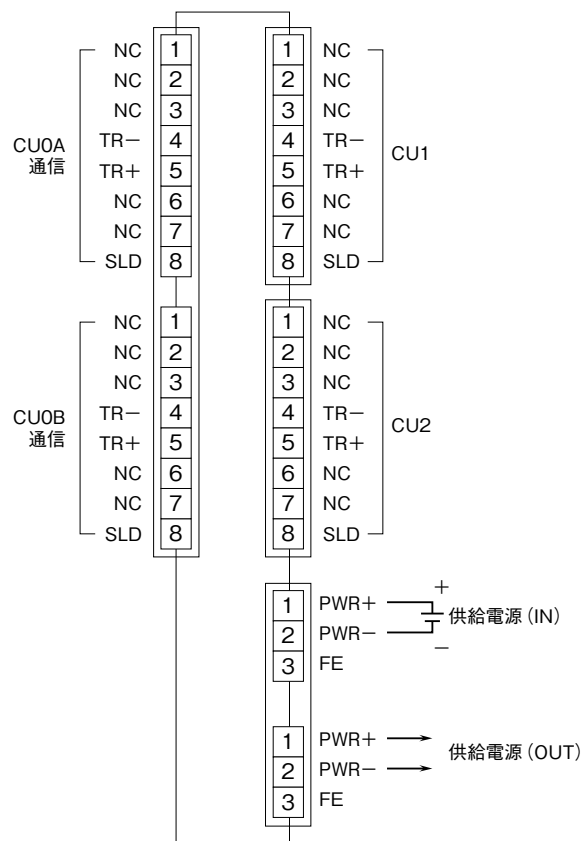 CU0A
通信
NC 1
NC 2
NC 3
TR− 4
TR+ 5
NC 6
NC 7
SLD 8
CU0B
通信
NC 1
NC 2
NC 3
TR− 4
TR+ 5
NC 6
NC 7
SLD 8
1 NC
2 NC
3 NC
4 TR−
5 TR+
6 NC
7 NC
8 SLD
CU1
1 NC
2 NC
3 NC
4 TR−
5 TR+
6 NC
7 NC
8 SLD
CU2
1 PWR+
2 PWR−
3 FE
+
供給電源(IN)
−
1 PWR+
2 PWR−
3 FE
供給電源(OUT)